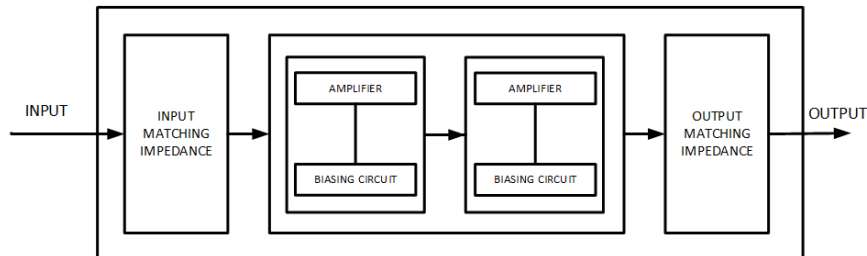 INPUT
INPUT
MATCHING
IMPEDANCE
AMPLIFIER
BIASING CIRCUIT
AMPLIFIER
BIASING CIRCUIT
OUTPUT
MATCHING
IMPEDANCE
OUTPUT